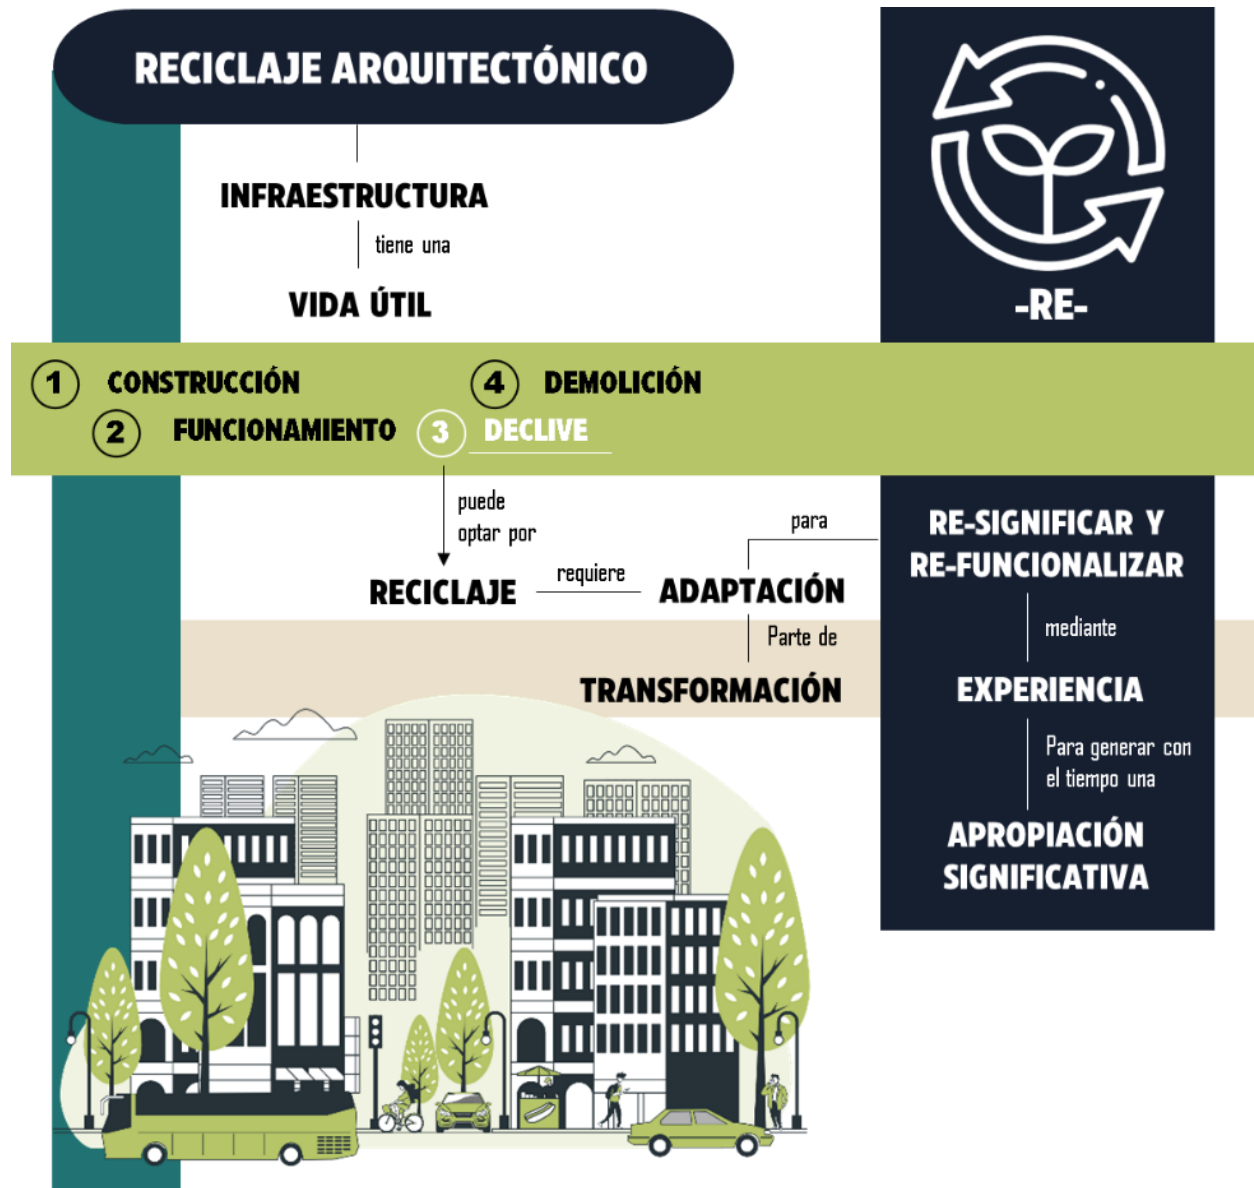 RECICLAJE ARQUITECTÓNICO
INFRAESTRUCTURA
tiene una
VIDA ÚTIL
-RE-
1 CONSTRUCCIÓN
2 FUNCIONAMIENTO
3 DECLIVE
4 DEMOLICIÓN
puede
optar por
RECICLAJE
requiere
ADAPTACIÓN
para
Parte de
TRANSFORMACIÓN
RE-SIGNIFICAR Y
RE-FUNCIONALIZAR
mediante
EXPERIENCIA
Para generar con
el tiempo una
APROPIACIÓN
SIGNIFICATIVA